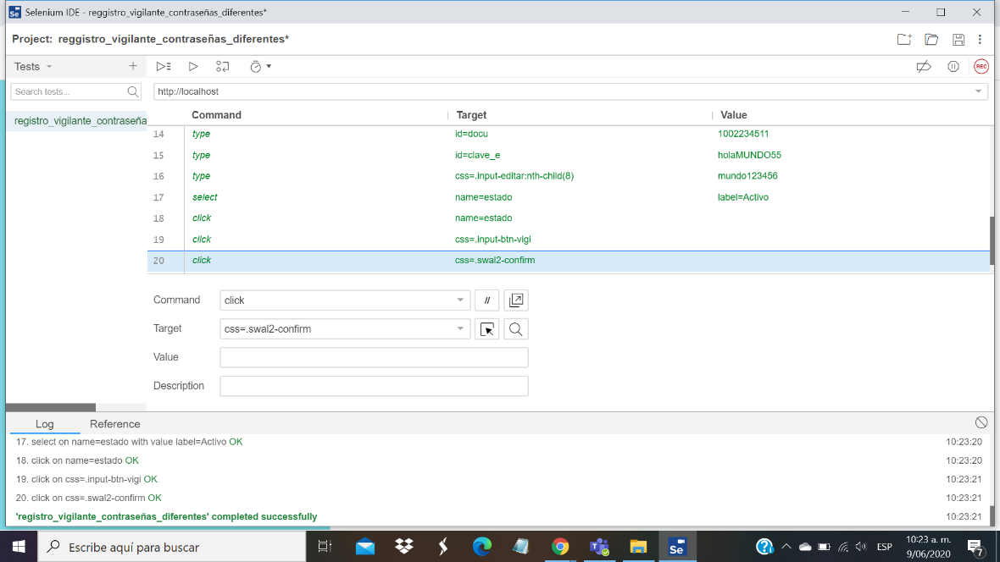 Selenium IDE - reggistro_vigilante_contraseñas_diferentes*
Project: reggistro_vigilante_contraseñas_diferentes*
Tests
REC
Search tests...
http://localhost
registro_vigilante_contraseña
Command Target Value
14 type id=docu 1002234511
15 type id=clave_e holaMUNDO55
16 type css=.input-editar:nth-child(8) mundo123456
17 select name=estado label=Activo
18 click name=estado
19 click css=.input-btn-vigi
20 click css=.swal2-confirm
Command click //
Target css=.swal2-confirm
Value
Description
Log Reference
17. select on name=estado with value label=Activo OK 10:23:20
18. click on name=estado OK 10:23:20
19. click on css=.input-btn-vigi OK 10:23:21
20. click on css=.swal2-confirm OK 10:23:21
'registro_vigilante_contraseñas_diferentes' completed successfully 10:23:21
Escribe aquí para buscar
Se
ESP
10:23 a. m.
9/06/2020
7